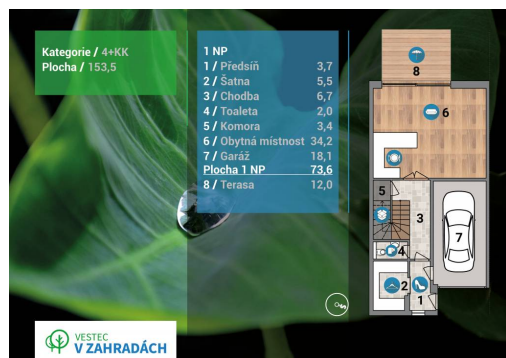 Kategorie / 4+KK
Plocha / 153,5
1 NP
1 / Předsíň 3,7
2 / Šatna 5,5
3 / Chodba 6,7
4 / Toaleta 2,0
5 / Komora 3,4
6 / Obytná místnost 34,2
7 / Garáž 18,1
Plocha 1 NP 73,6
8 / Terasa 12,0
8
6
5
3
7
4
2
1
VESTEC
V ZAHRADÁCH